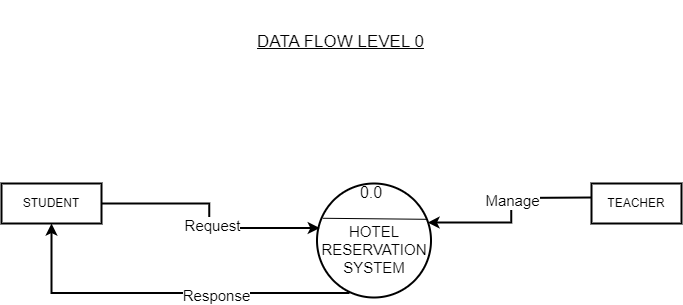 DATA FLOW LEVEL 0
0.0
STUDENT
Manage
TEACHER
Request
HOTEL
RESERVATION
SYSTEM
Response